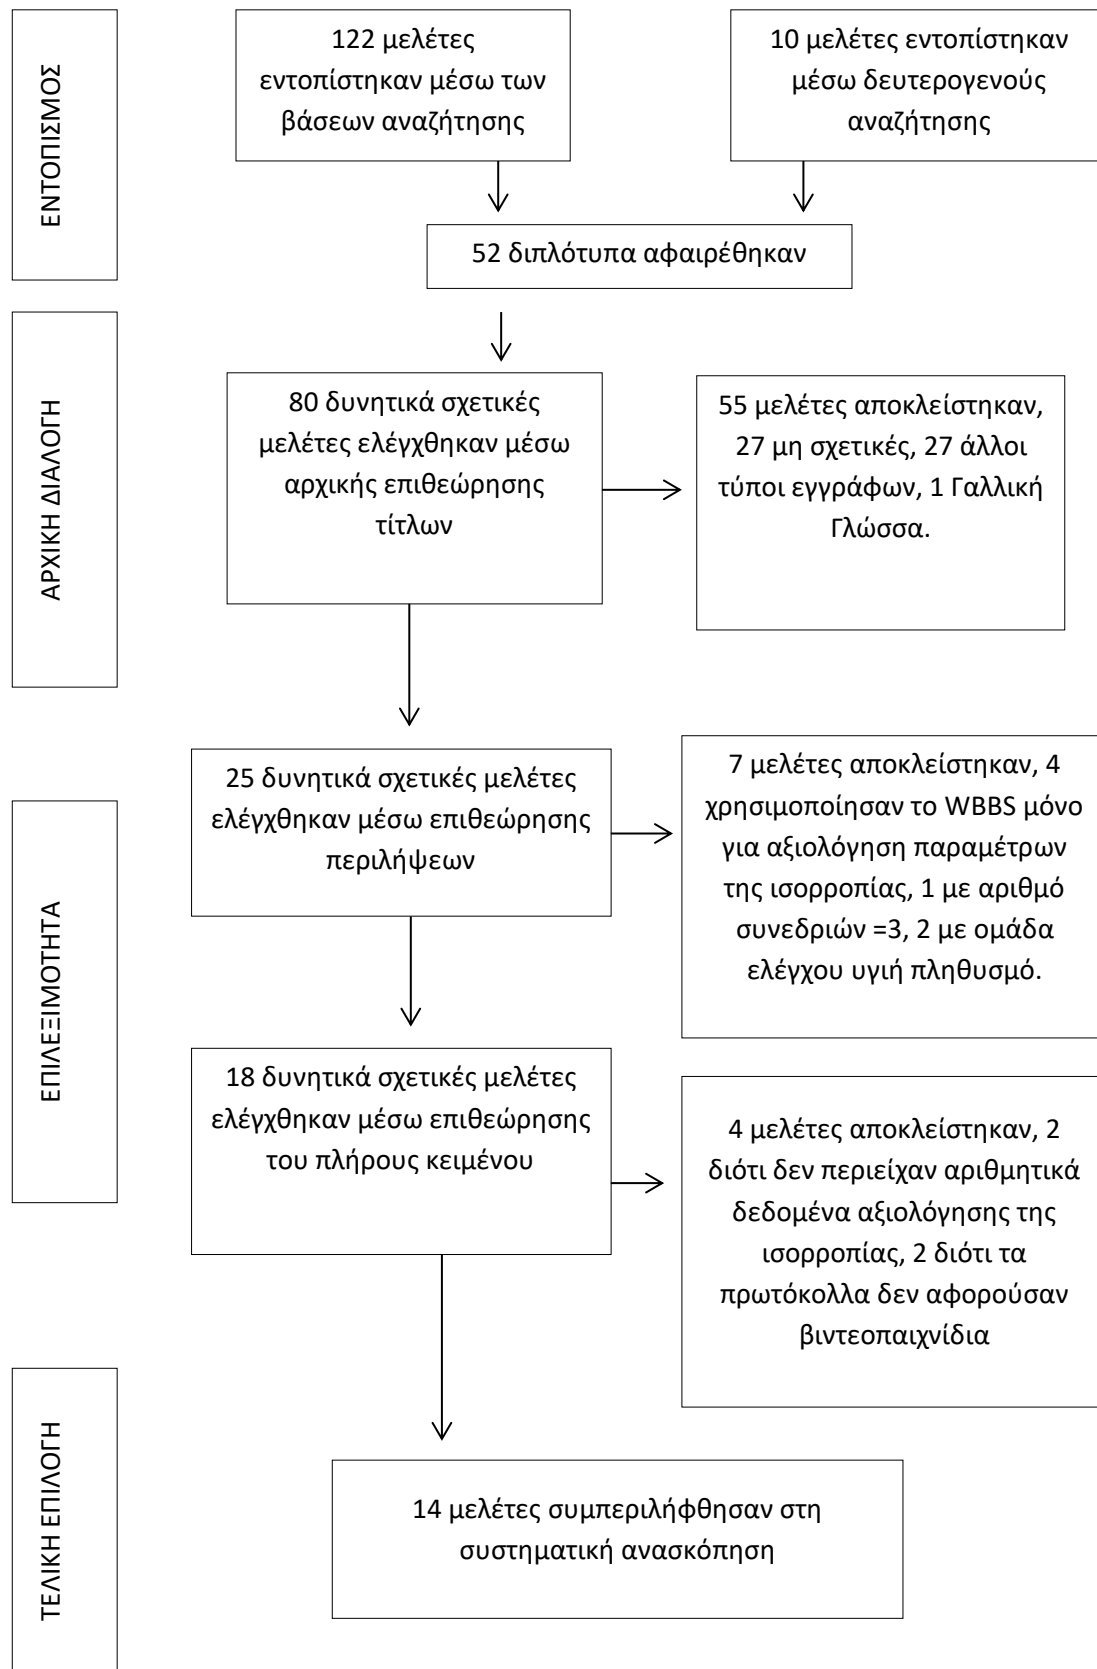 ΕΝΤΟΠΙΣΜΟΣ
122 μελέτες
εντοπίστηκαν μέσω των
βάσεων αναζήτησης
10 μελέτες εντοπίστηκαν
μέσω δευτερογενούς
αναζήτησης
52 διπλότυπα αφαιρέθηκαν
ΑΡΧΙΚΗ ΔΙΑΛΟΓΗ
80 δυνητικά σχετικές
μελέτες ελέγχθηκαν μέσω
αρχικής επιθεώρησης
τίτλων
55 μελέτες αποκλείστηκαν,
27 μη σχετικές, 27 άλλοι
τύποι εγγράφων, 1 Γαλλική
Γλώσσα.
ΕΠΙΛΕΞΙΜΟΤΗΤΑ
25 δυνητικά σχετικές μελέτες
ελέγχθηκαν μέσω επιθεώρησης
περιλήψεων
7 μελέτες αποκλείστηκαν, 4
χρησιμοποίησαν το WBBS μόνο
για αξιολόγηση παραμέτρων
της ισορροπίας, 1 με αριθμό
συνεδριών =3, 2 με ομάδα
ελέγχου υγιή πληθυσμό.
18 δυνητικά σχετικές μελέτες
ελέγχθηκαν μέσω επιθεώρησης
του πλήρους κειμένου
4 μελέτες αποκλείστηκαν, 2
διότι δεν περιείχαν αριθμητικά
δεδομένα αξιολόγησης της
ισορροπίας, 2 διότι τα
πρωτόκολλα δεν αφορούσαν
βιντεοπαιχνίδια
ΤΕΛΙΚΗ ΕΠΙΛΟΓΗ
14 μελέτες συμπεριλήφθησαν στη
συστηματική ανασκόπηση